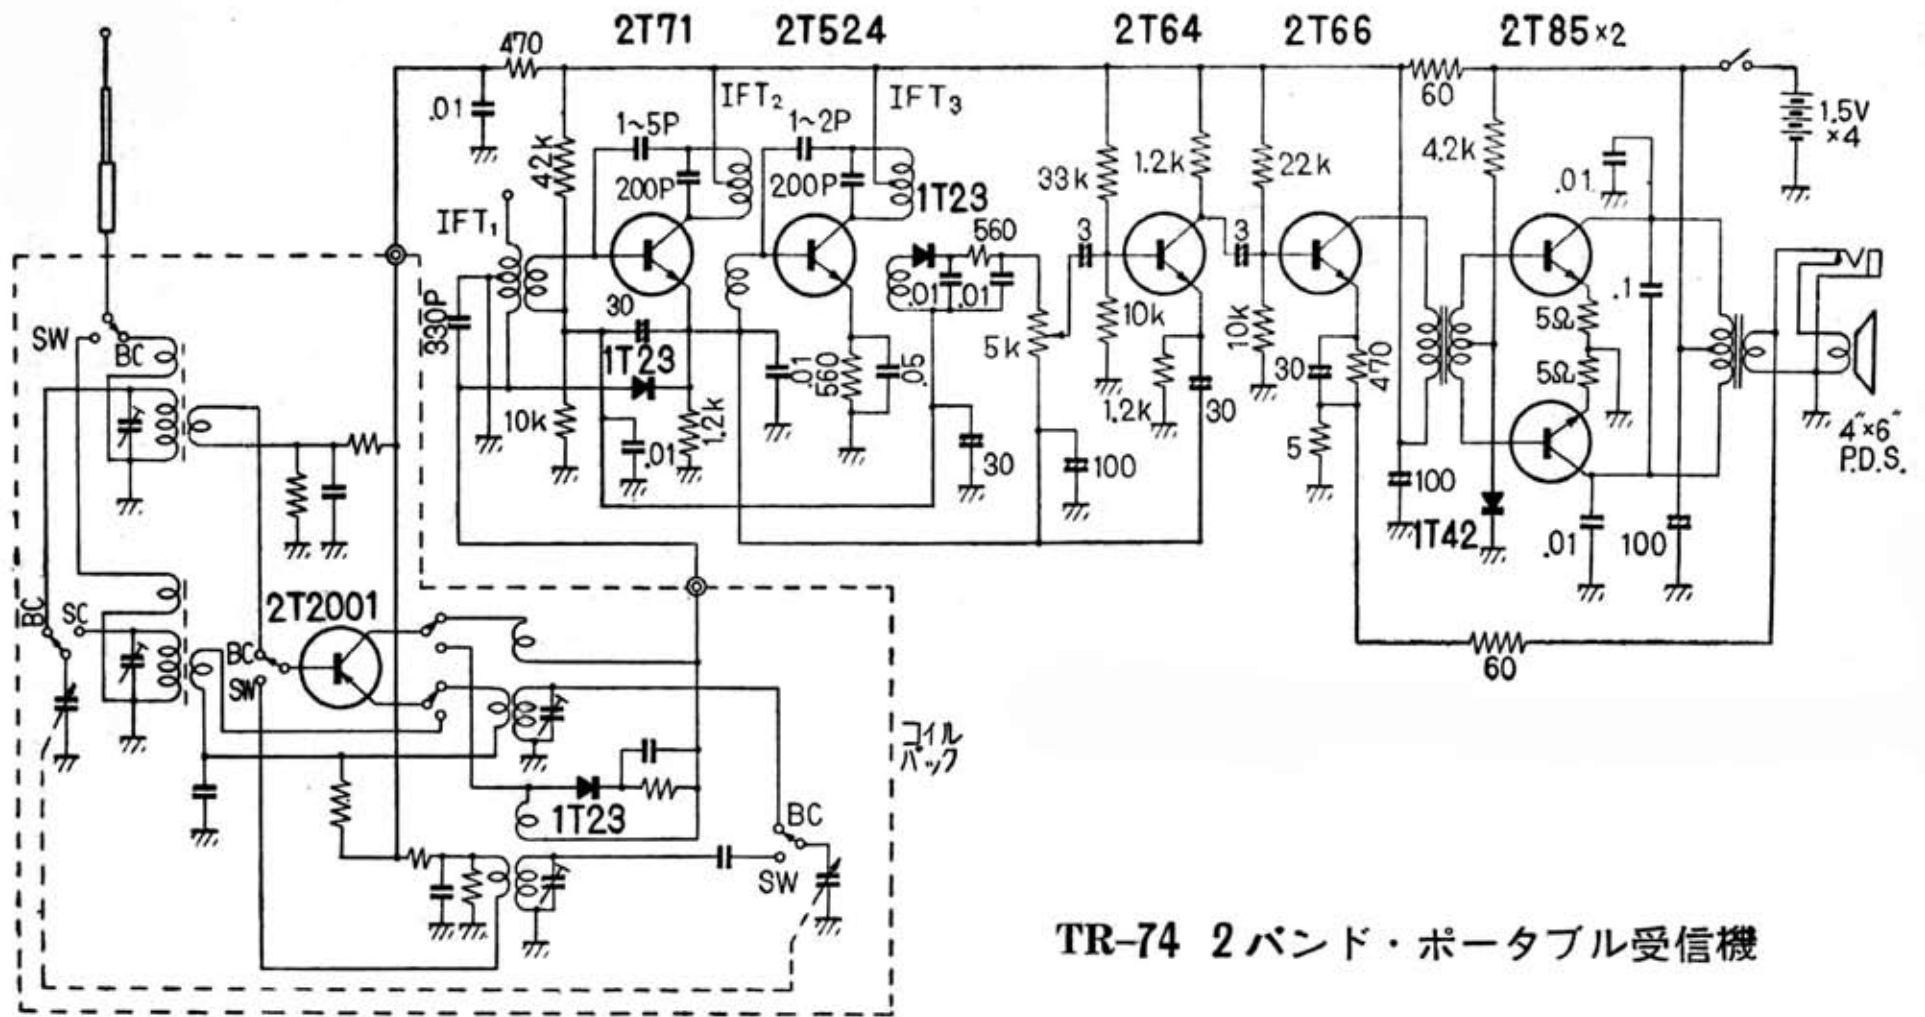 2T71
2T524
2T64
2T66
2T85×2
470
.01
42k
1~5P
200P
IFT2
1~2P
200P
IFT3
1T23
560
.01
.01
IFT1
330P
30
1T23
10k
.01
1.2k
.01
560
.05
30
5k
100
33k
3
10k
1.2k
1.2k
30
3
22k
10k
30
470
5
60
4.2k
100
1T42
.01
.1
5Ω
5Ω
.01
100
60
1.5V
×4
4"×6"
P.D.S.
SW
BC
BC
SC
2T2001
BC
SW
1T23
BC
SW
コイル
パック
TR-74 2バンド・ポータブル受信機